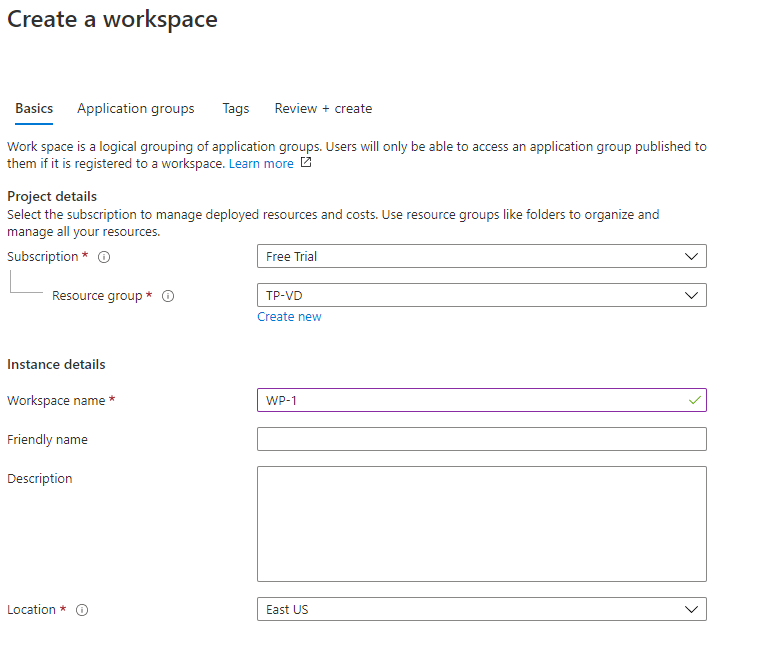 Create a workspace
Basics Application groups Tags Review + create
Work space is a logical grouping of application groups. Users will only be able to access an application group published to
them if it is registered to a workspace. Learn more
Project details
Select the subscription to manage deployed resources and costs. Use resource groups like folders to organize and
manage all your resources.
Subscription * Free Trial
Resource group * TP-VD
Create new
Instance details
Workspace name * WP-1
Friendly name
Description
Location * East US